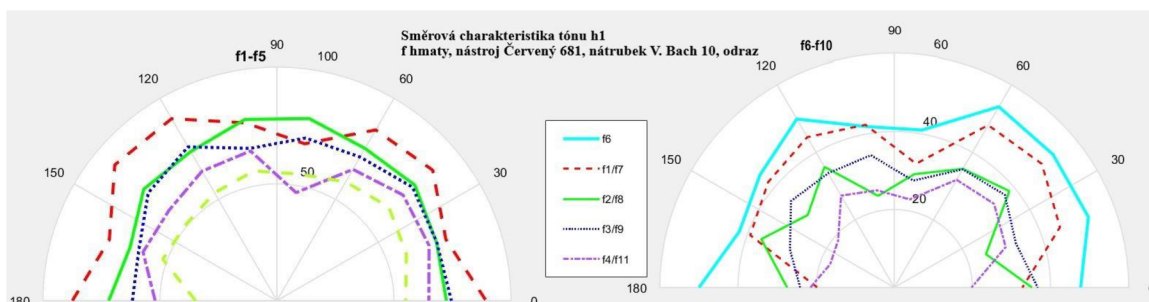 Směrová charakteristika tónu h1
f hmaty, nástroj Červený 681, nátrubek V. Bach 10, odraz
f1-f5
90
100
120
60
150
50
30
180
0
f6
f1/f7
f2/f8
f3/f9
f4/f11
f6-f10
90
60
120
60
40
150
30
20
180